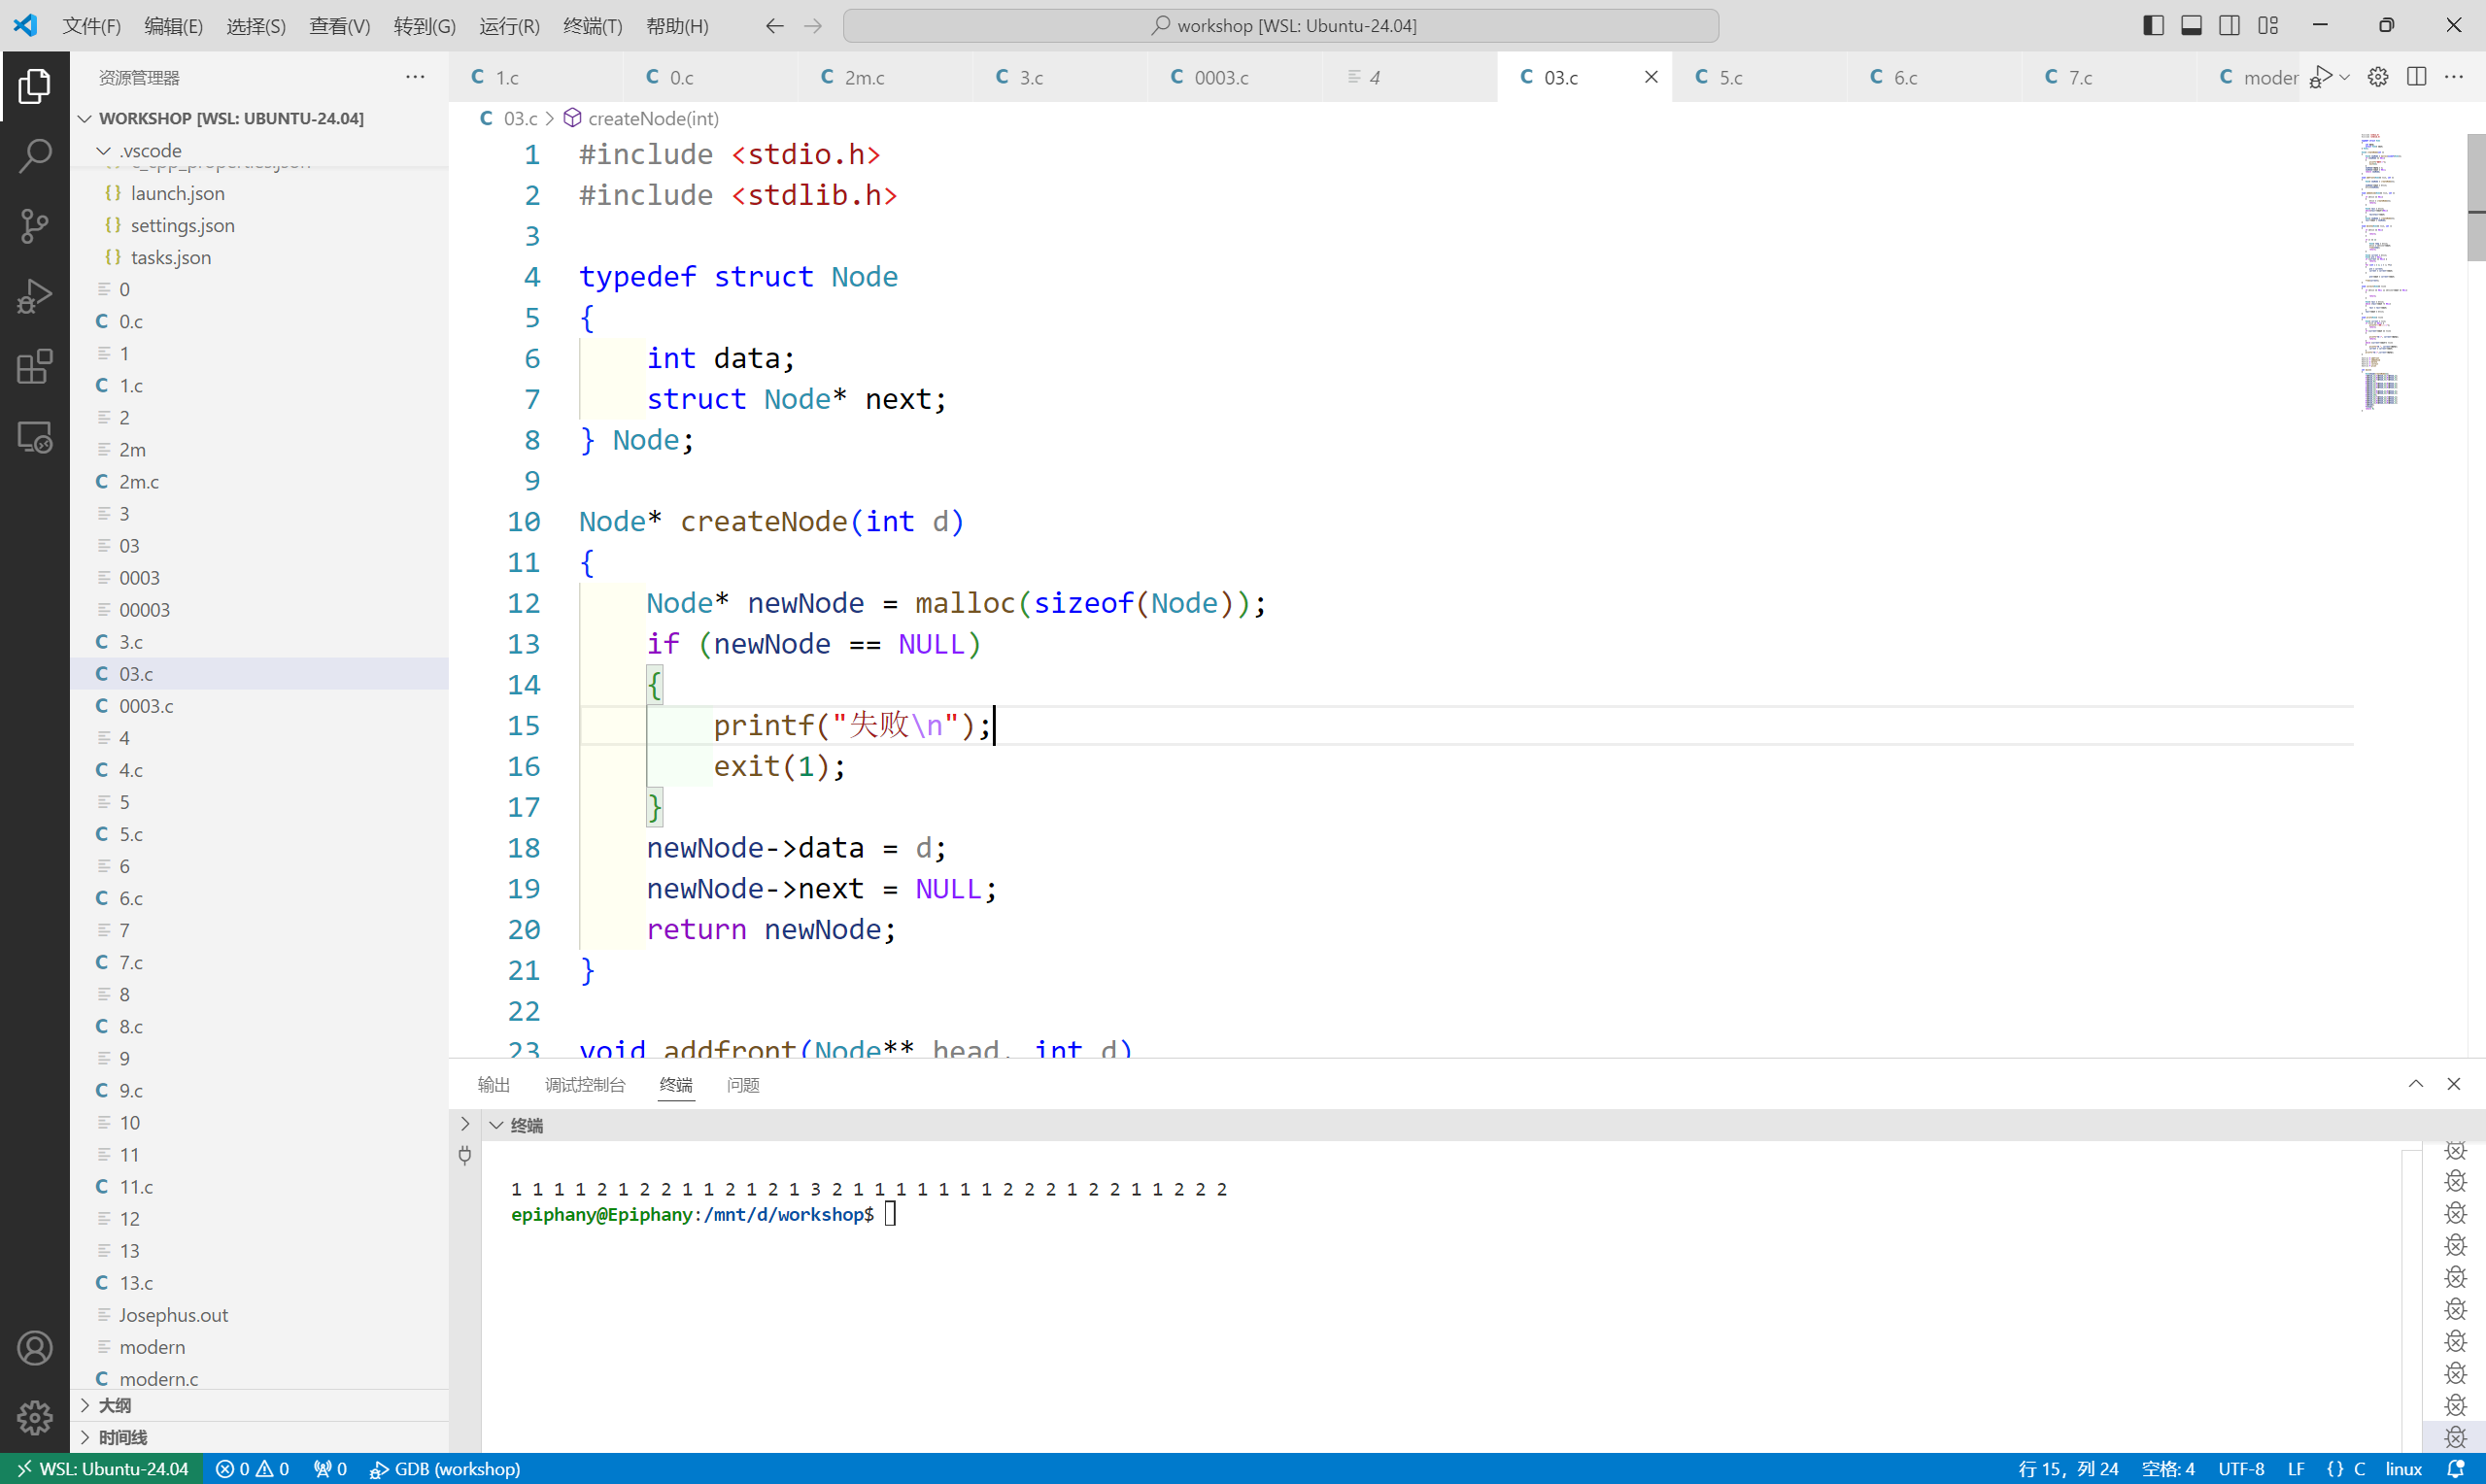 文件(F) 编辑(E) 选择(S) 查看(V) 转到(G) 运行(R) 终端(T) 帮助(H)
workshop [WSL: Ubuntu-24.04]
资源管理器
WORKSHOP [WSL: UBUNTU-24.04]
.vscode
c_cpp_properties.json
launch.json
settings.json
tasks.json
0
0.c
1
1.c
2
2m
2m.c
3
03
0003
00003
3.c
03.c
0003.c
4
4.c
5
5.c
6
6.c
7
7.c
8
8.c
9
9.c
10
11
11.c
12
13
13.c
Josephus.out
modern
modern.c
大纲
时间线
1.c 0.c 2m.c 3.c 0003.c 4 03.c 5.c 6.c 7.c moder
03.c > createNode(int)
1 #include <stdio.h>
2 #include <stdlib.h>
3
4 typedef struct Node
5 {
6 int data;
7 struct Node* next;
8 } Node;
9
10 Node* createNode(int d)
11 {
12 Node* newNode = malloc(sizeof(Node));
13 if (newNode == NULL)
14 {
15 printf("失败\n");
16 exit(1);
17 }
18 newNode->data = d;
19 newNode->next = NULL;
20 return newNode;
21 }
22
23 void addfront(Node** head, int d)
输出 调试控制台 终端 问题
终端
1 1 1 1 2 1 2 2 1 1 2 1 2 1 3 2 1 1 1 1 1 1 1 2 2 2 1 2 2 1 1 2 2 2
epiphany@Epiphany:/mnt/d/workshop$
WSL: Ubuntu-24.04 0 0 0 GDB (workshop) 行 15，列 24 空格: 4 UTF-8 LF {} C linux